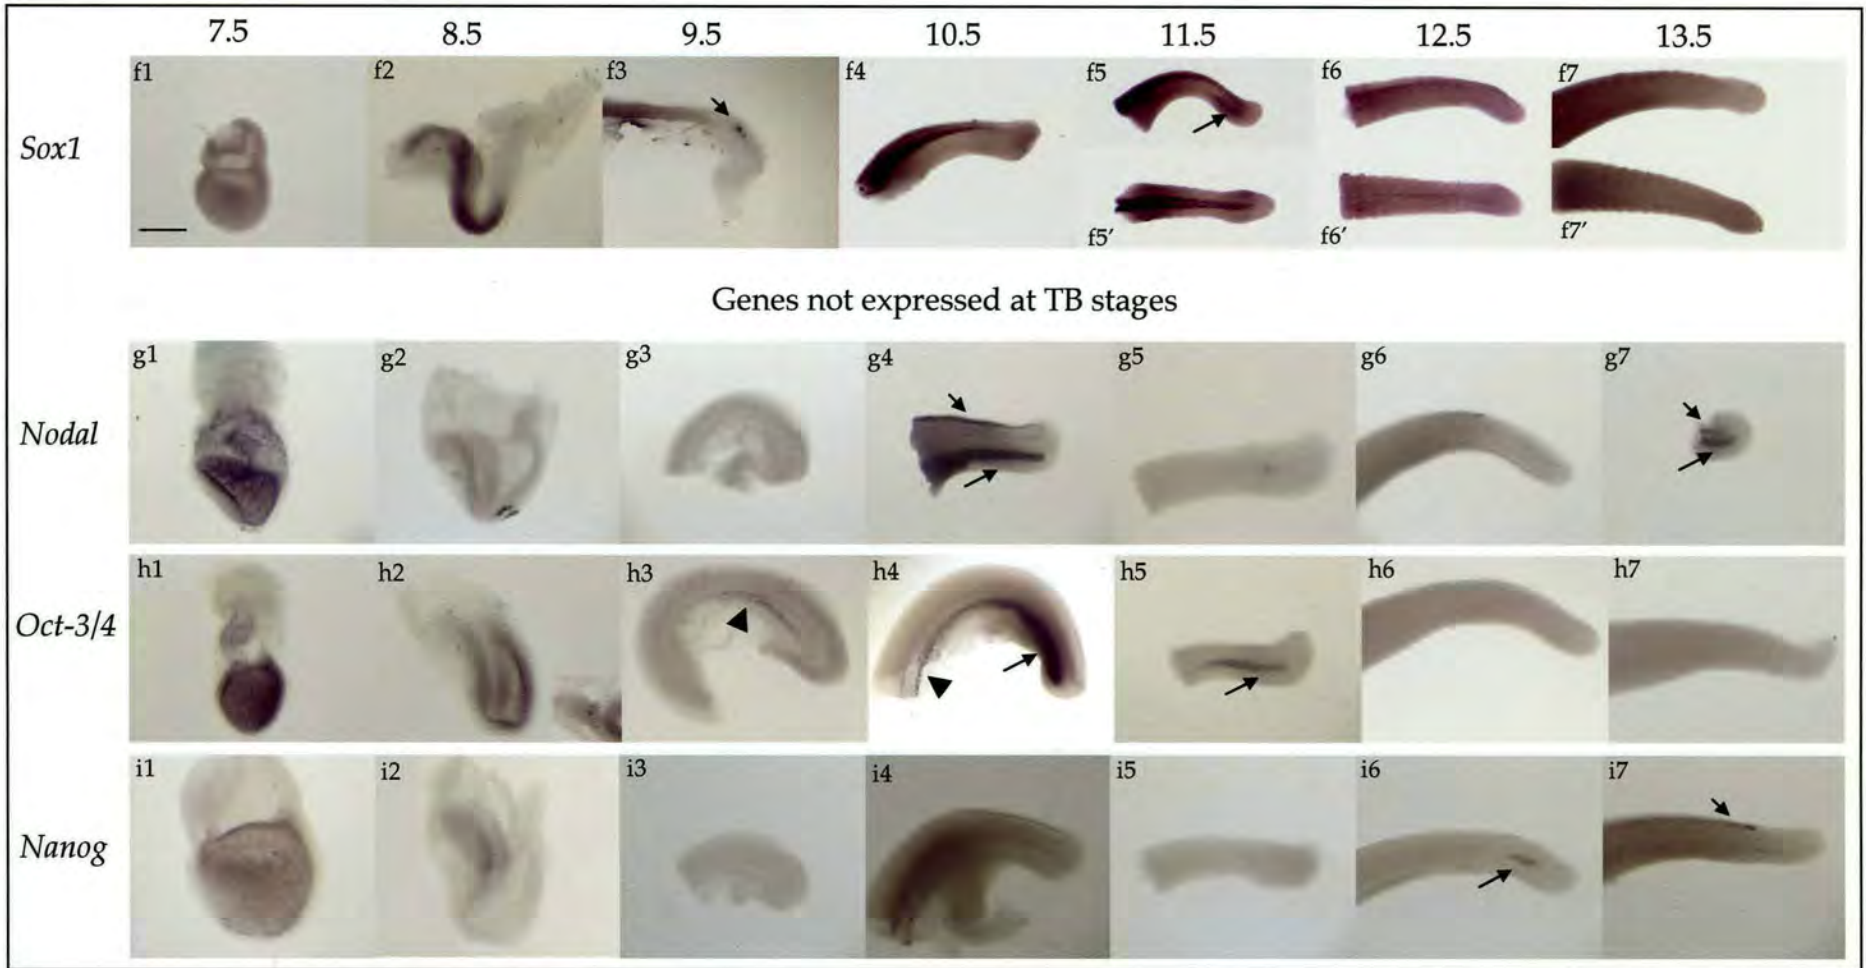 7.5 8.5 9.5 10.5 11.5 12.5 13.5
f1 f2 f3 f4 f5 f6 f7
Sox1
f5′ f6′ f7′
Genes not expressed at TB stages
g1 g2 g3 g4 g5 g6 g7
Nodal
h1 h2 h3 h4 h5 h6 h7
Oct-3/4
i1 i2 i3 i4 i5 i6 i7
Nanog